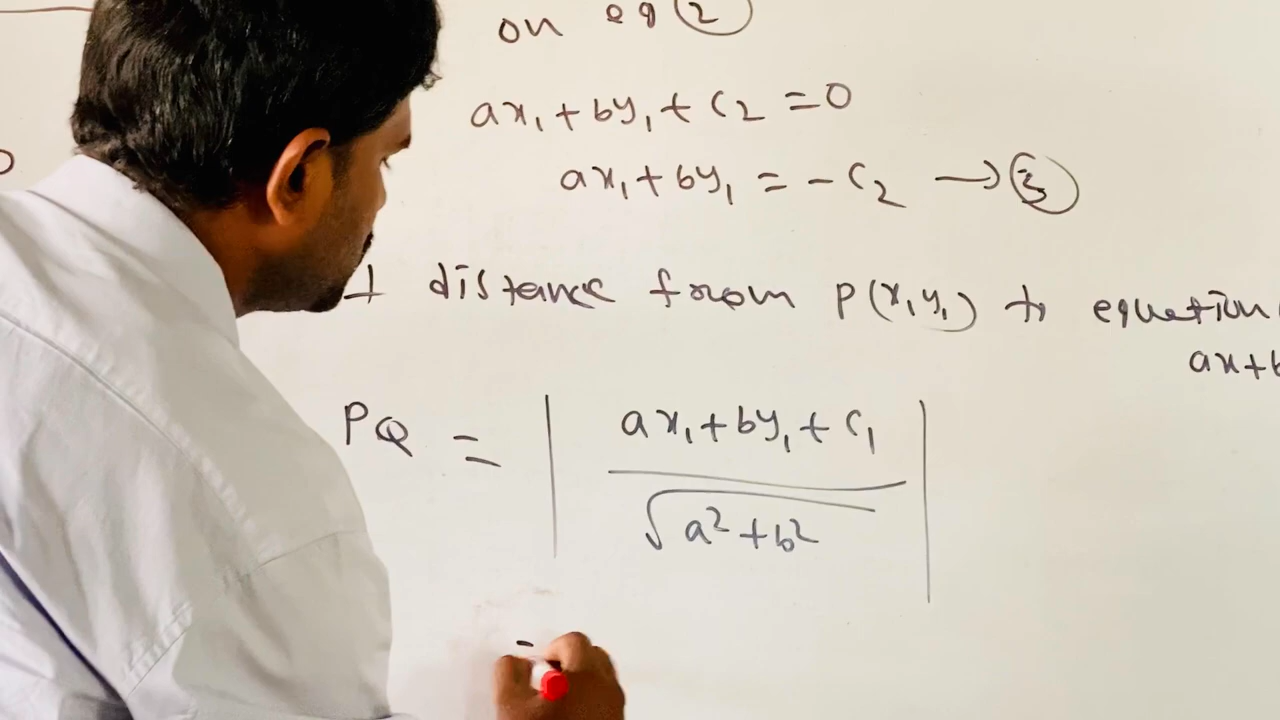 on eq 2
ax₁ + by₁ + c₂ = 0
ax₁ + by₁ = - c₂ → 3
⊥ distance from P(x₁y₁) to equation
ax+b
PQ = | (ax₁ + by₁ + c₁) / √(a² + b²) |
=